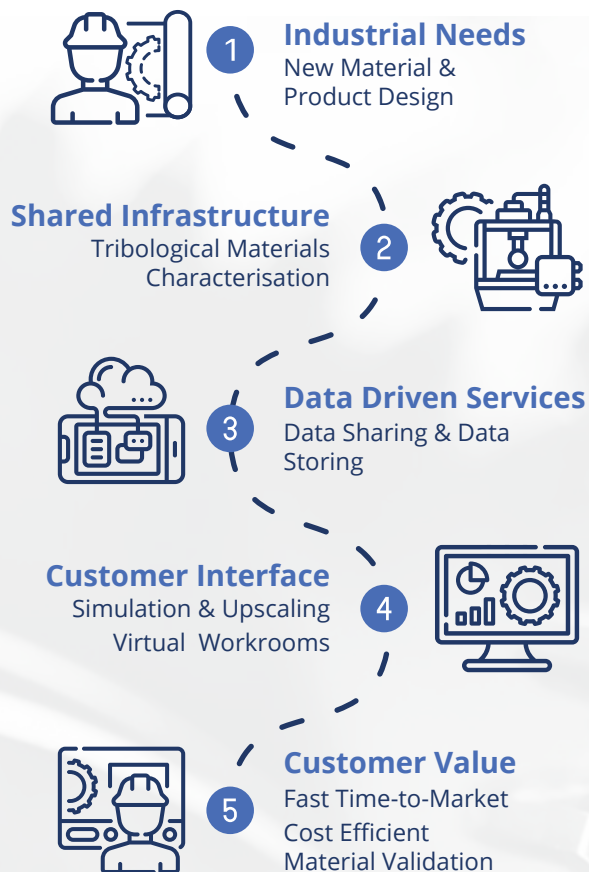 1
Industrial Needs
New Material &
Product Design
Shared Infrastructure
Tribological Materials
Characterisation
2
3
Data Driven Services
Data Sharing & Data
Storing
Customer Interface
Simulation & Upscaling
Virtual Workrooms
4
5
Customer Value
Fast Time-to-Market
Cost Efficient
Material Validation